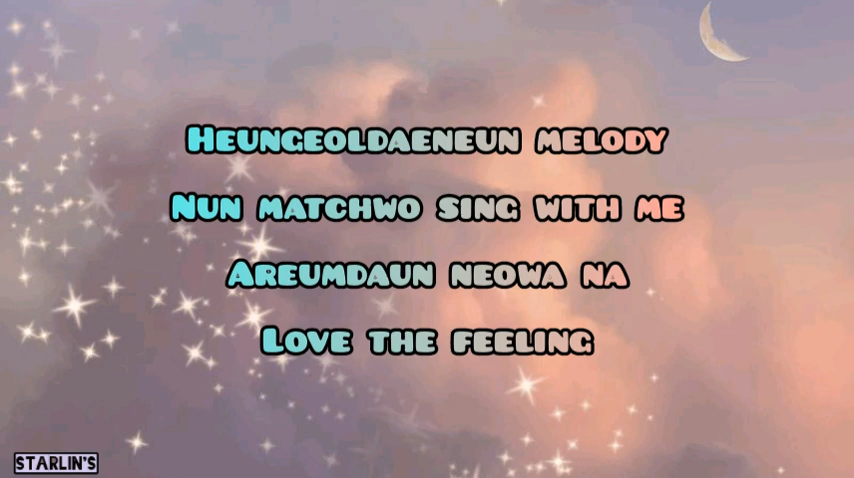 Heungeoldaeneun melody
Nun matchwo sing with me
Areumdaun neowa na
Love the feeling
STARLIN'S